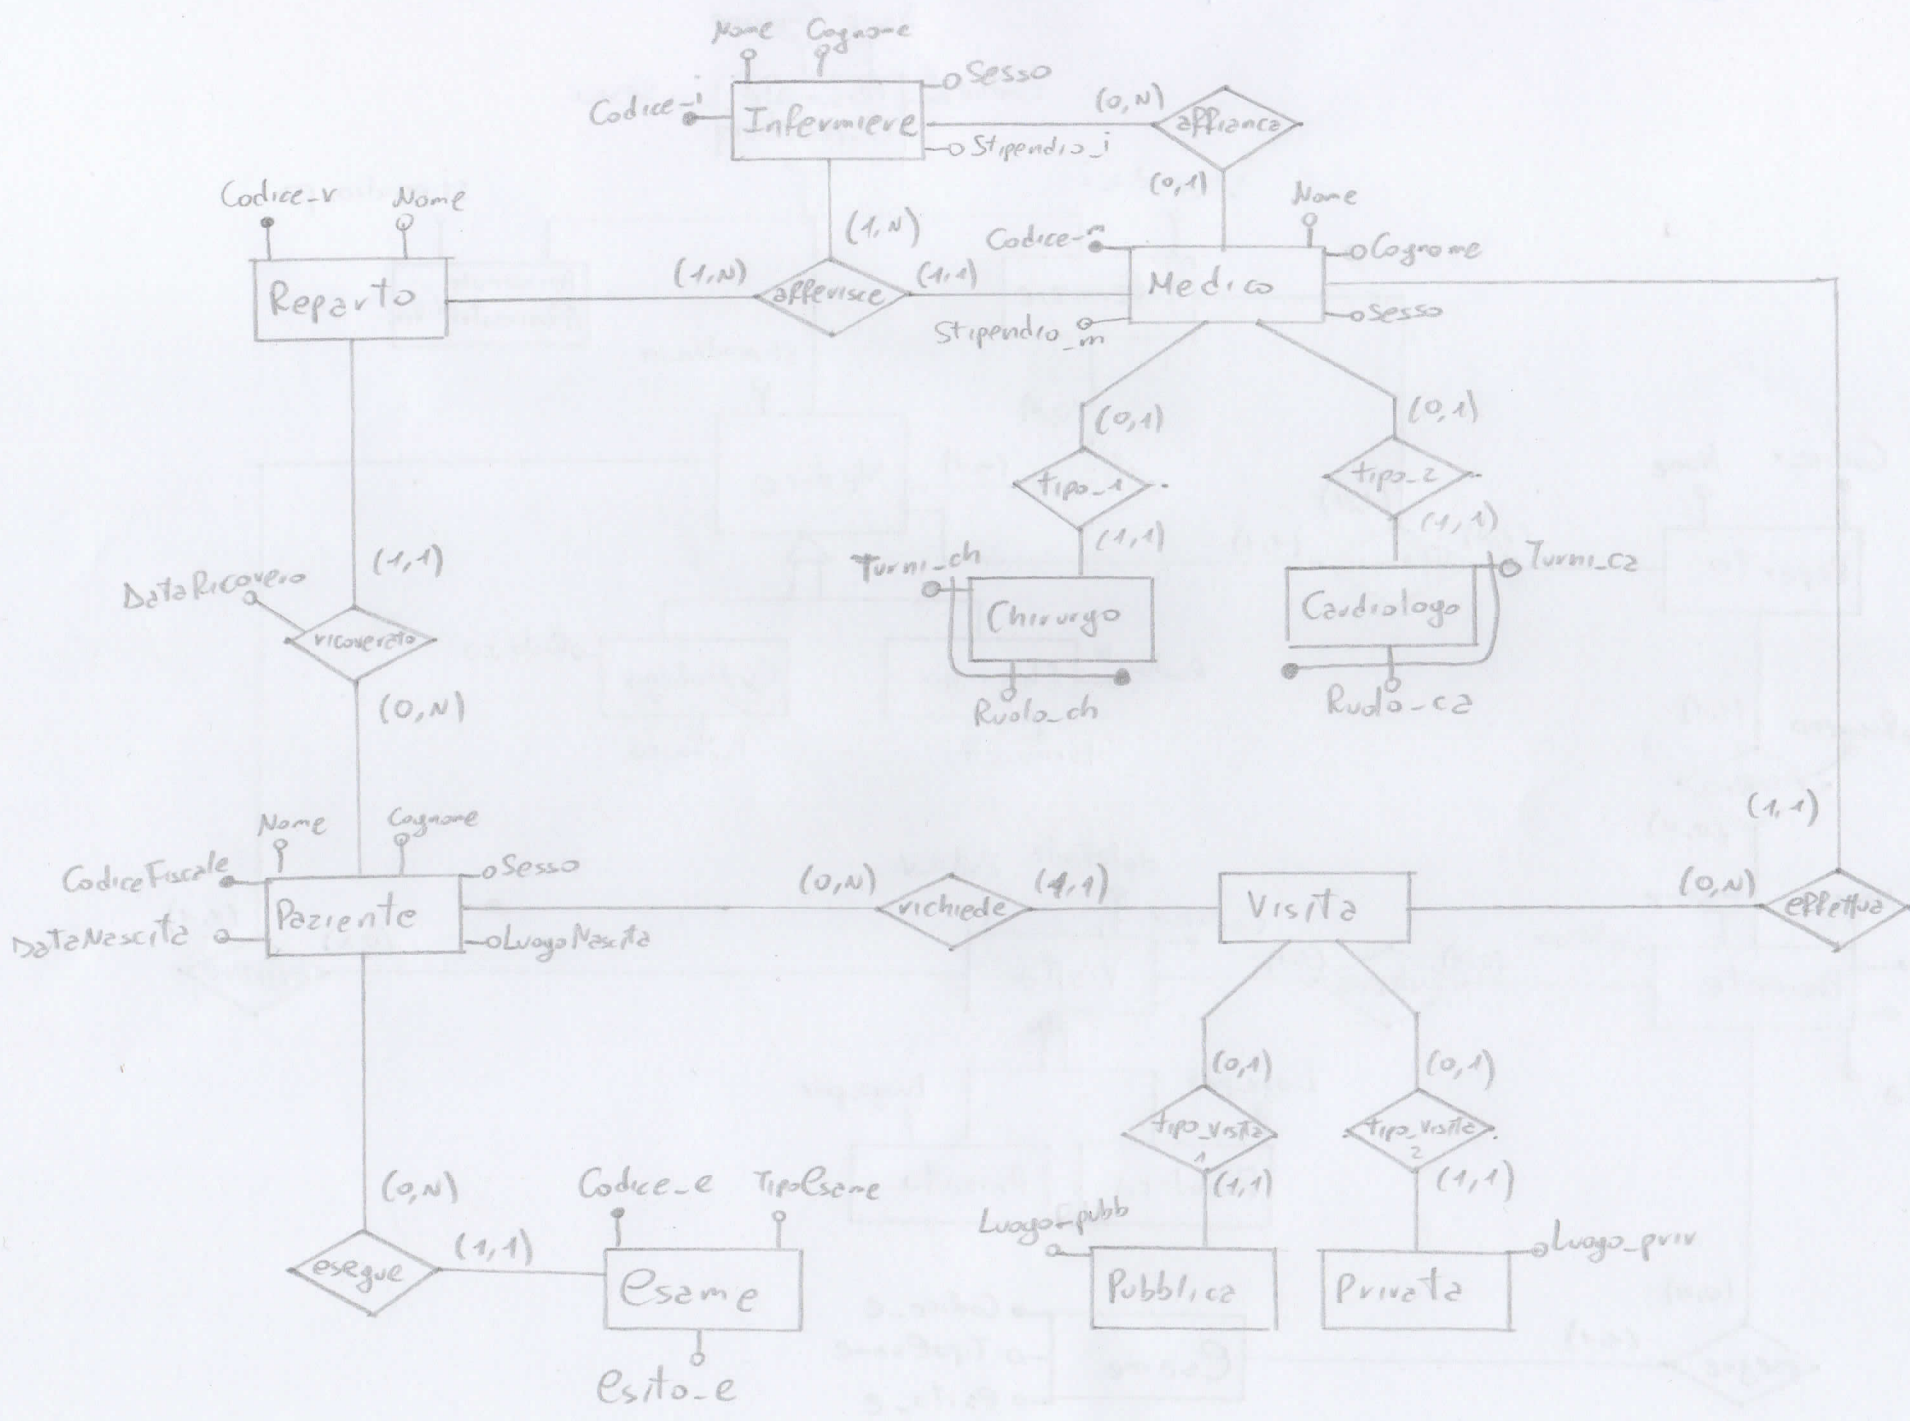 Nome Cognome
Sesso
Codice_i
Infermiere
(0,N)
affianca
Stipendio_i
(0,1)
Codice_r Nome
Nome
(1,N)
Codice_m
Cognome
Reparto
(1,N)
afferisce
(1,1)
Medico
Stipendio_m
Sesso
(0,1)
(0,1)
tipo_1
tipo_2
(1,1)
(1,1)
(1,1)
Turni_ch
Turni_ca
DataRicovero
Chirurgo
Cardiologo
ricoverato
(0,N)
Ruolo_ch
Ruolo_ca
Nome Cognome
(1,1)
CodiceFiscale
Sesso
(0,N)
(1,1)
(0,N)
Paziente
richiede
Visita
effettua
DataNascita
LuogoNascita
(0,1)
(0,1)
tipo_visita
1
tipo_visita
2
(0,N)
Codice_e TipoEsame
(1,1)
(1,1)
Luogo_pubb
Luogo_priv
esegue
(1,1)
Esame
Pubblica
Privata
Esito_e